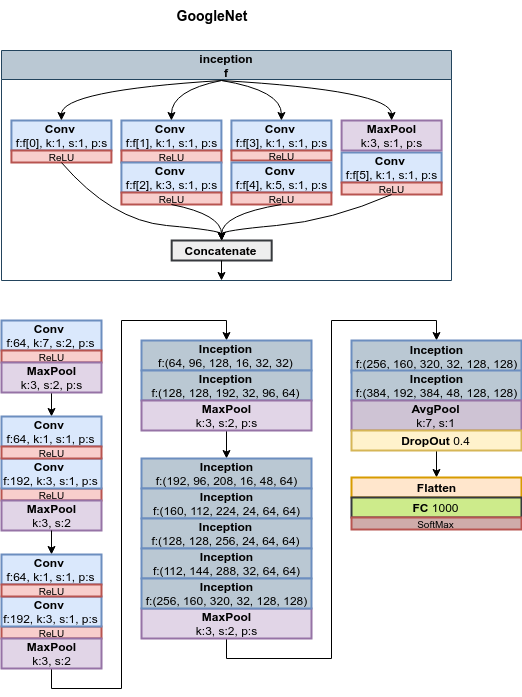 GoogleNet
inception
f
Conv
f:f[0], k:1, s:1, p:s
ReLU
Conv
f:f[1], k:1, s:1, p:s
ReLU
Conv
f:f[2], k:3, s:1, p:s
ReLU
Conv
f:f[3], k:1, s:1, p:s
ReLU
Conv
f:f[4], k:5, s:1, p:s
ReLU
MaxPool
k:3, s:1, p:s
Conv
f:f[5], k:1, s:1, p:s
ReLU
Concatenate
Conv
f:64, k:7, s:2, p:s
ReLU
MaxPool
k:3, s:2, p:s
Conv
f:64, k:1, s:1, p:s
ReLU
Conv
f:192, k:3, s:1, p:s
ReLU
MaxPool
k:3, s:2
Conv
f:64, k:1, s:1, p:s
ReLU
Conv
f:192, k:3, s:1, p:s
ReLU
MaxPool
k:3, s:2
Inception
f:(64, 96, 128, 16, 32, 32)
Inception
f:(128, 128, 192, 32, 96, 64)
MaxPool
k:3, s:2, p:s
Inception
f:(192, 96, 208, 16, 48, 64)
Inception
f:(160, 112, 224, 24, 64, 64)
Inception
f:(128, 128, 256, 24, 64, 64)
Inception
f:(112, 144, 288, 32, 64, 64)
Inception
f:(256, 160, 320, 32, 128, 128)
MaxPool
k:3, s:2, p:s
Inception
f:(256, 160, 320, 32, 128, 128)
Inception
f:(384, 192, 384, 48, 128, 128)
AvgPool
k:7, s:1
DropOut 0.4
Flatten
FC 1000
SoftMax